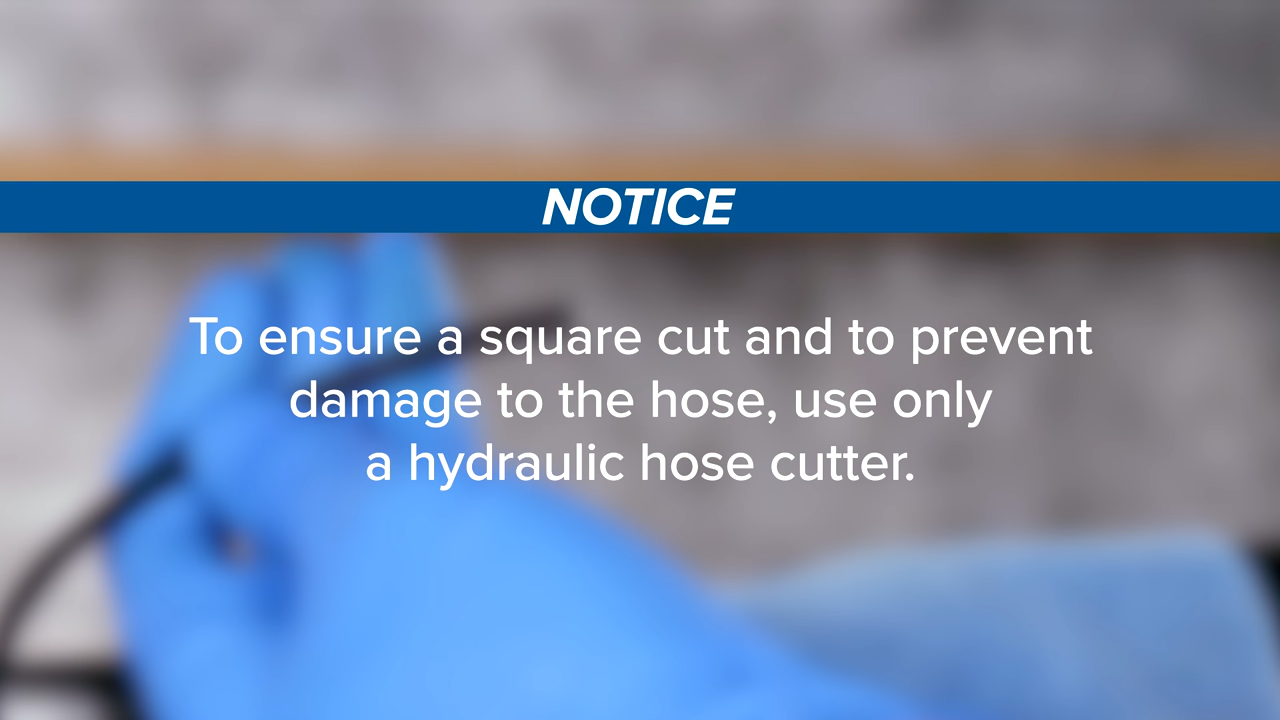 NOTICE
To ensure a square cut and to prevent
damage to the hose, use only
a hydraulic hose cutter.